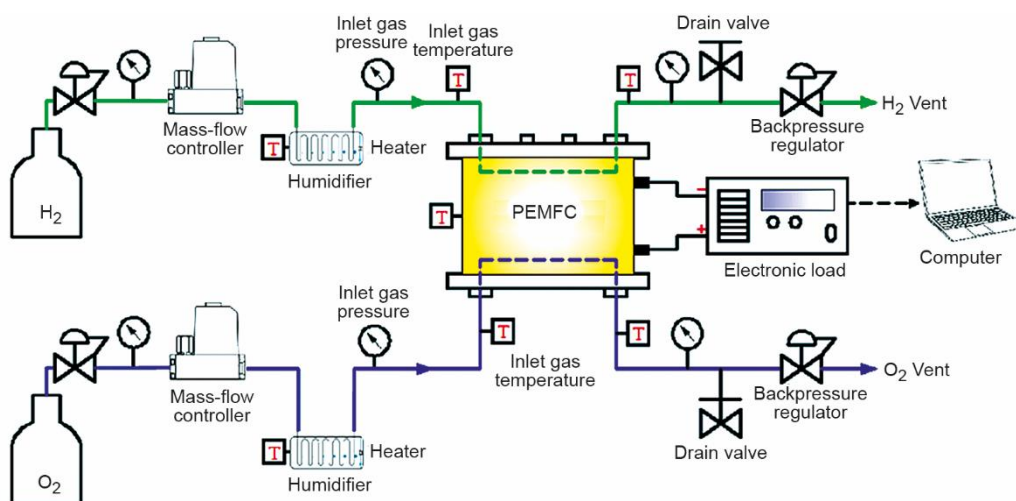 Drain valve
Inlet gas
pressure
Inlet gas
temperature
T
T
H₂ Vent
Mass-flow
controller
T
Heater
Backpressure
regulator
Humidifier
H₂
T
PEMFC
−
+
Electronic load
Computer
Inlet gas
pressure
T
T
Inlet gas
temperature
O₂ Vent
Mass-flow
controller
Backpressure
regulator
T
Heater
Drain valve
O₂
Humidifier